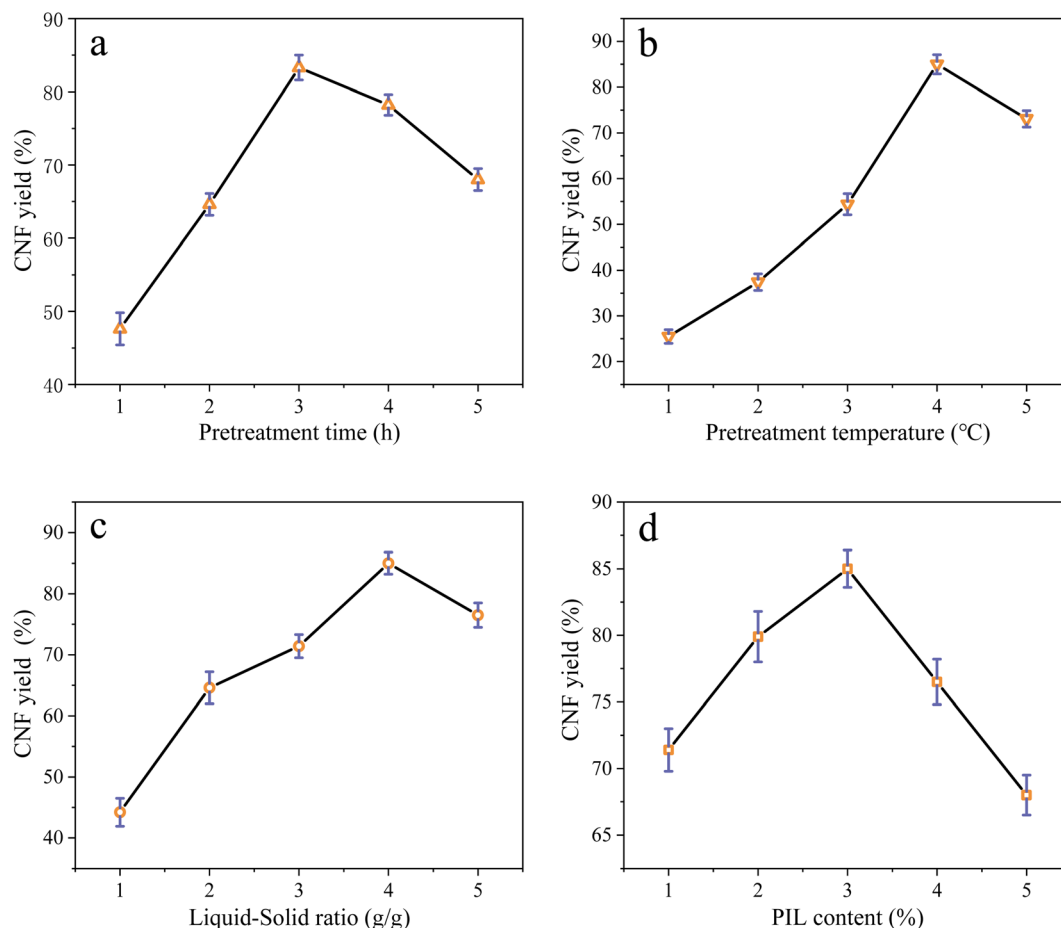 a
90
80
70
60
50
40
1 2 3 4 5
CNF yield (%)
Pretreatment time (h)
b
90
80
70
60
50
40
30
20
1 2 3 4 5
CNF yield (%)
Pretreatment temperature (℃)
c
90
80
70
60
50
40
1 2 3 4 5
CNF yield (%)
Liquid-Solid ratio (g/g)
d
90
85
80
75
70
65
1 2 3 4 5
CNF yield (%)
PIL content (%)